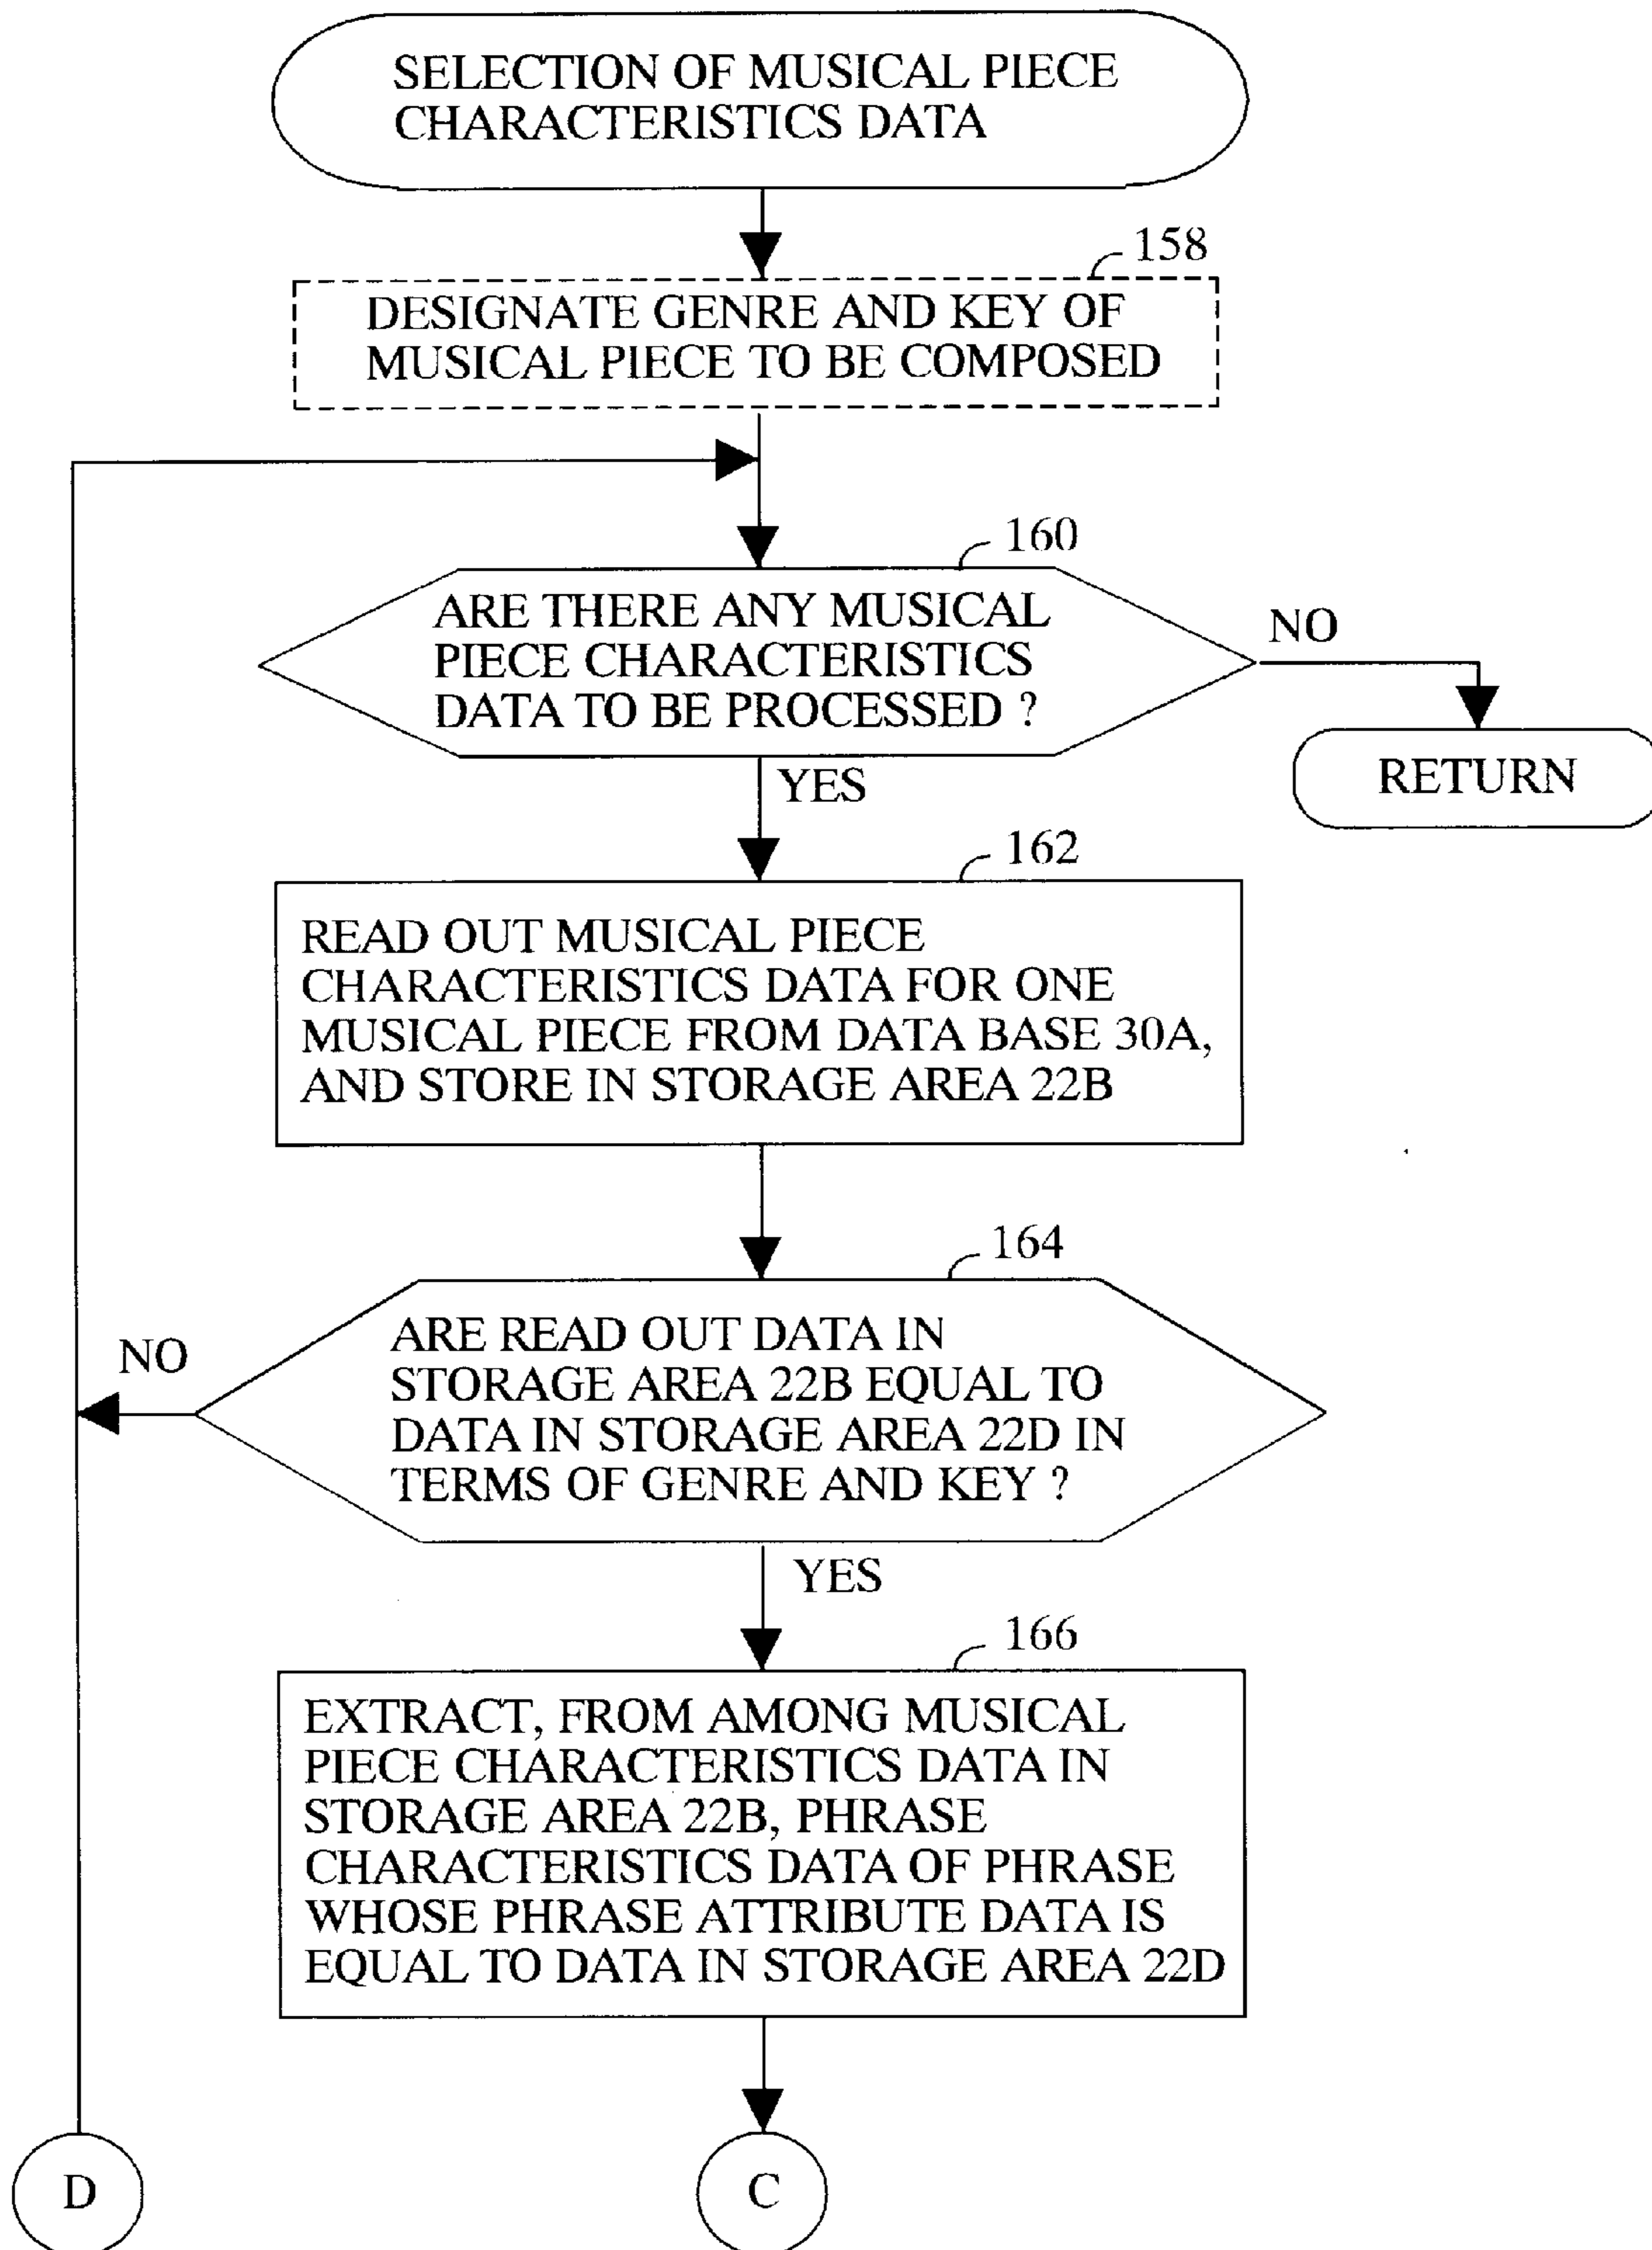 SELECTION OF MUSICAL PIECE
CHARACTERISTICS DATA
158
DESIGNATE GENRE AND KEY OF
MUSICAL PIECE TO BE COMPOSED
160
ARE THERE ANY MUSICAL
PIECE CHARACTERISTICS
DATA TO BE PROCESSED ?
NO
RETURN
YES
162
READ OUT MUSICAL PIECE
CHARACTERISTICS DATA FOR ONE
MUSICAL PIECE FROM DATA BASE 30A,
AND STORE IN STORAGE AREA 22B
164
ARE READ OUT DATA IN
STORAGE AREA 22B EQUAL TO
DATA IN STORAGE AREA 22D IN
TERMS OF GENRE AND KEY ?
NO
YES
166
EXTRACT, FROM AMONG MUSICAL
PIECE CHARACTERISTICS DATA IN
STORAGE AREA 22B, PHRASE
CHARACTERISTICS DATA OF PHRASE
WHOSE PHRASE ATTRIBUTE DATA IS
EQUAL TO DATA IN STORAGE AREA 22D
D
C